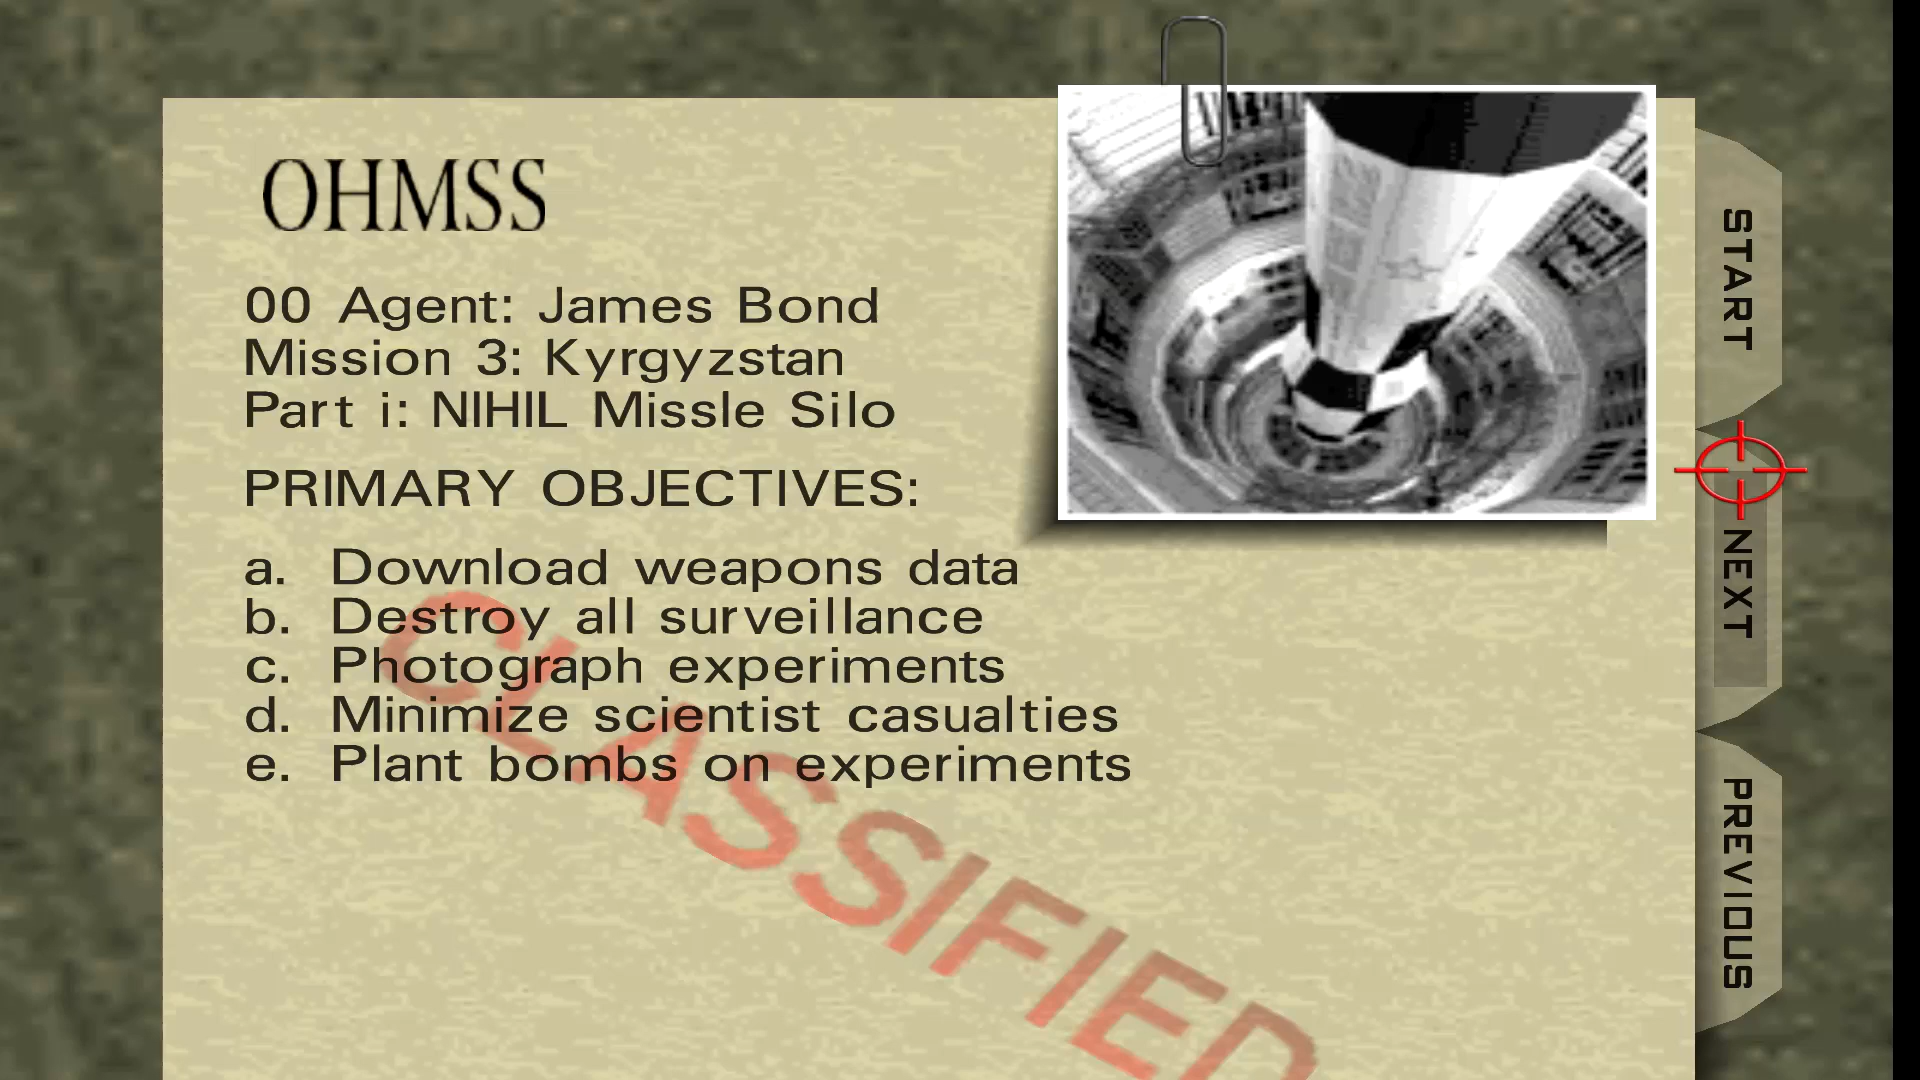 OHMSS
00 Agent: James Bond
Mission 3: Kyrgyzstan
Part i: NIHIL Missle Silo
PRIMARY OBJECTIVES:
a. Download weapons data
b. Destroy all surveillance
c. Photograph experiments
d. Minimize scientist casualties
e. Plant bombs on experiments
CLASSIFIED
START
NEXT
PREVIOUS